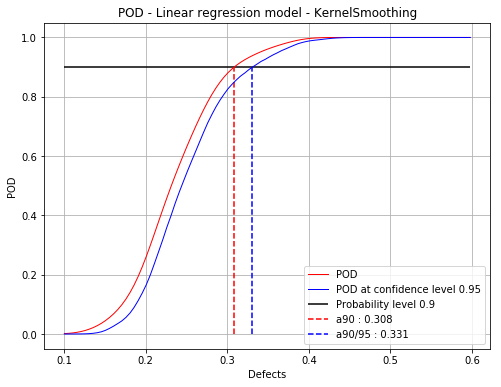 POD - Linear regression model - KernelSmoothing
1.0
0.8
0.6
0.4
0.2
0.0
POD
0.1 0.2 0.3 0.4 0.5 0.6
Defects
POD
POD at confidence level 0.95
Probability level 0.9
a90 : 0.308
a90/95 : 0.331